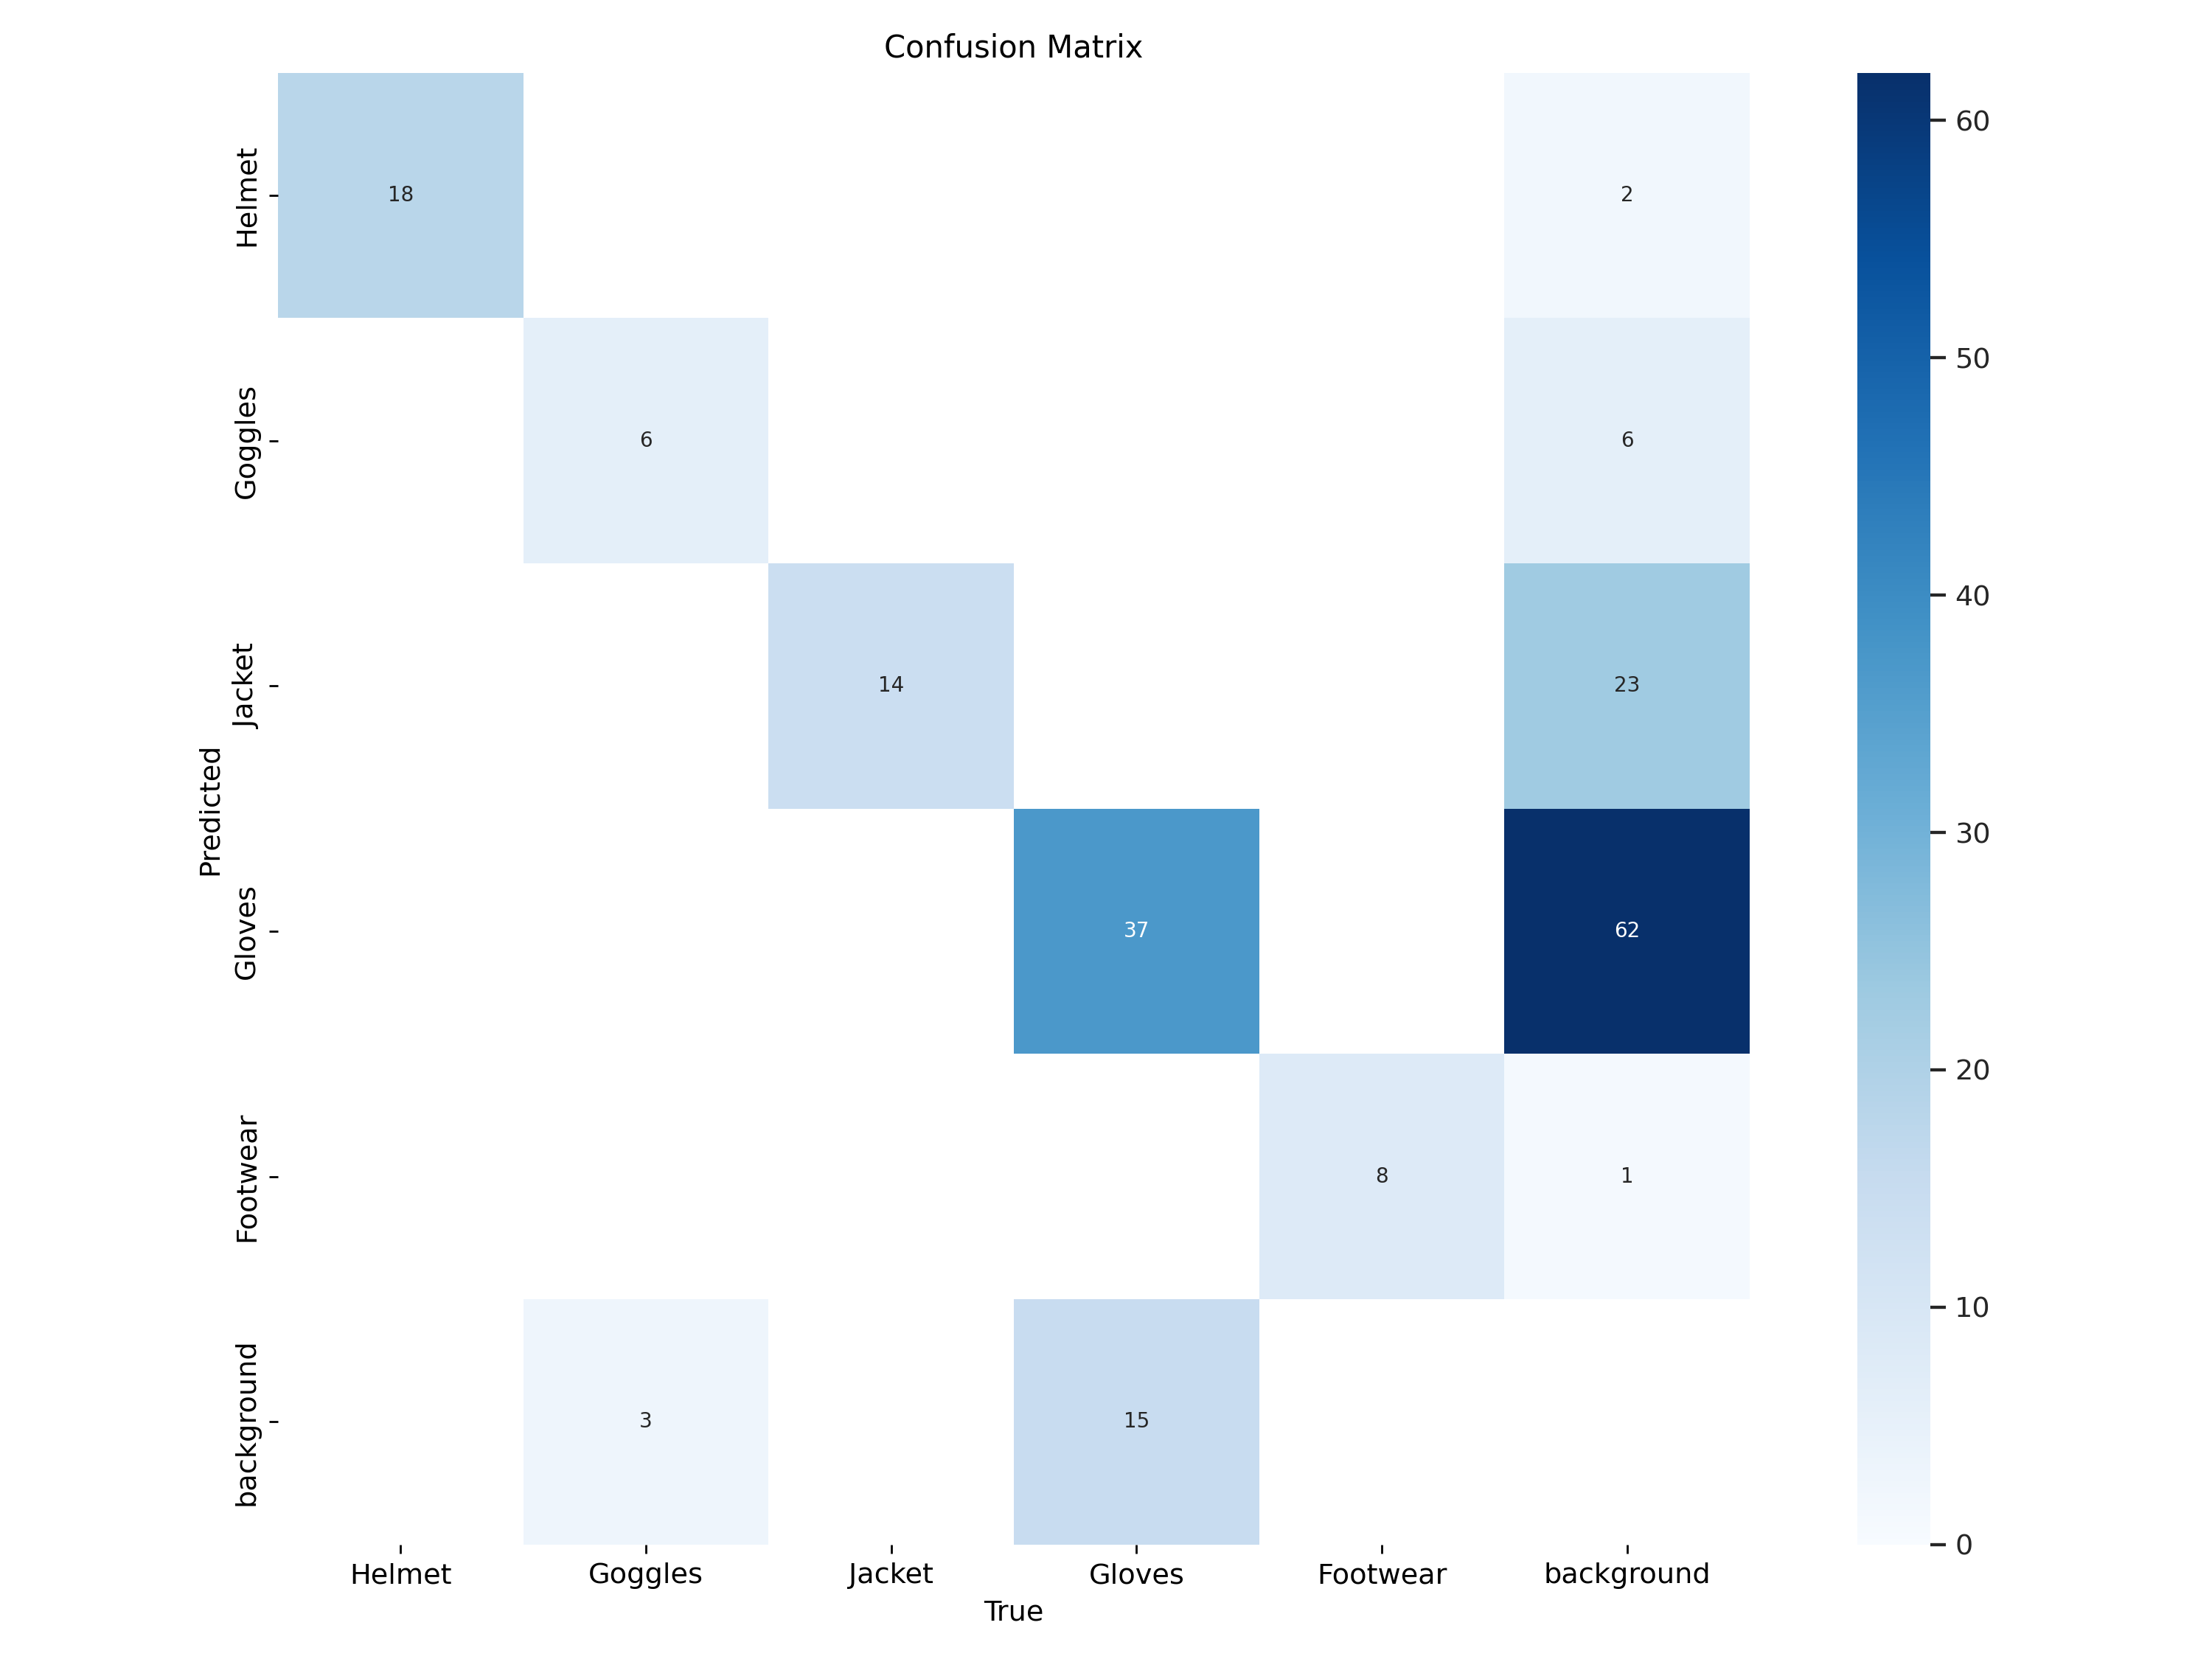 Confusion Matrix
Helmet
18
2
60
Goggles
6
6
50
Jacket
14
23
40
Predicted
Gloves
37
62
30
Footwear
8
1
20
background
3
15
10
0
Helmet Goggles Jacket Gloves Footwear background
True